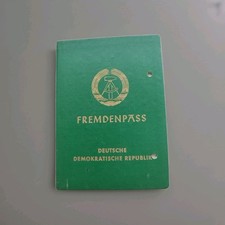 FREMDENPASS
DEUTSCHE
DEMOKRATISCHE REPUBLIK